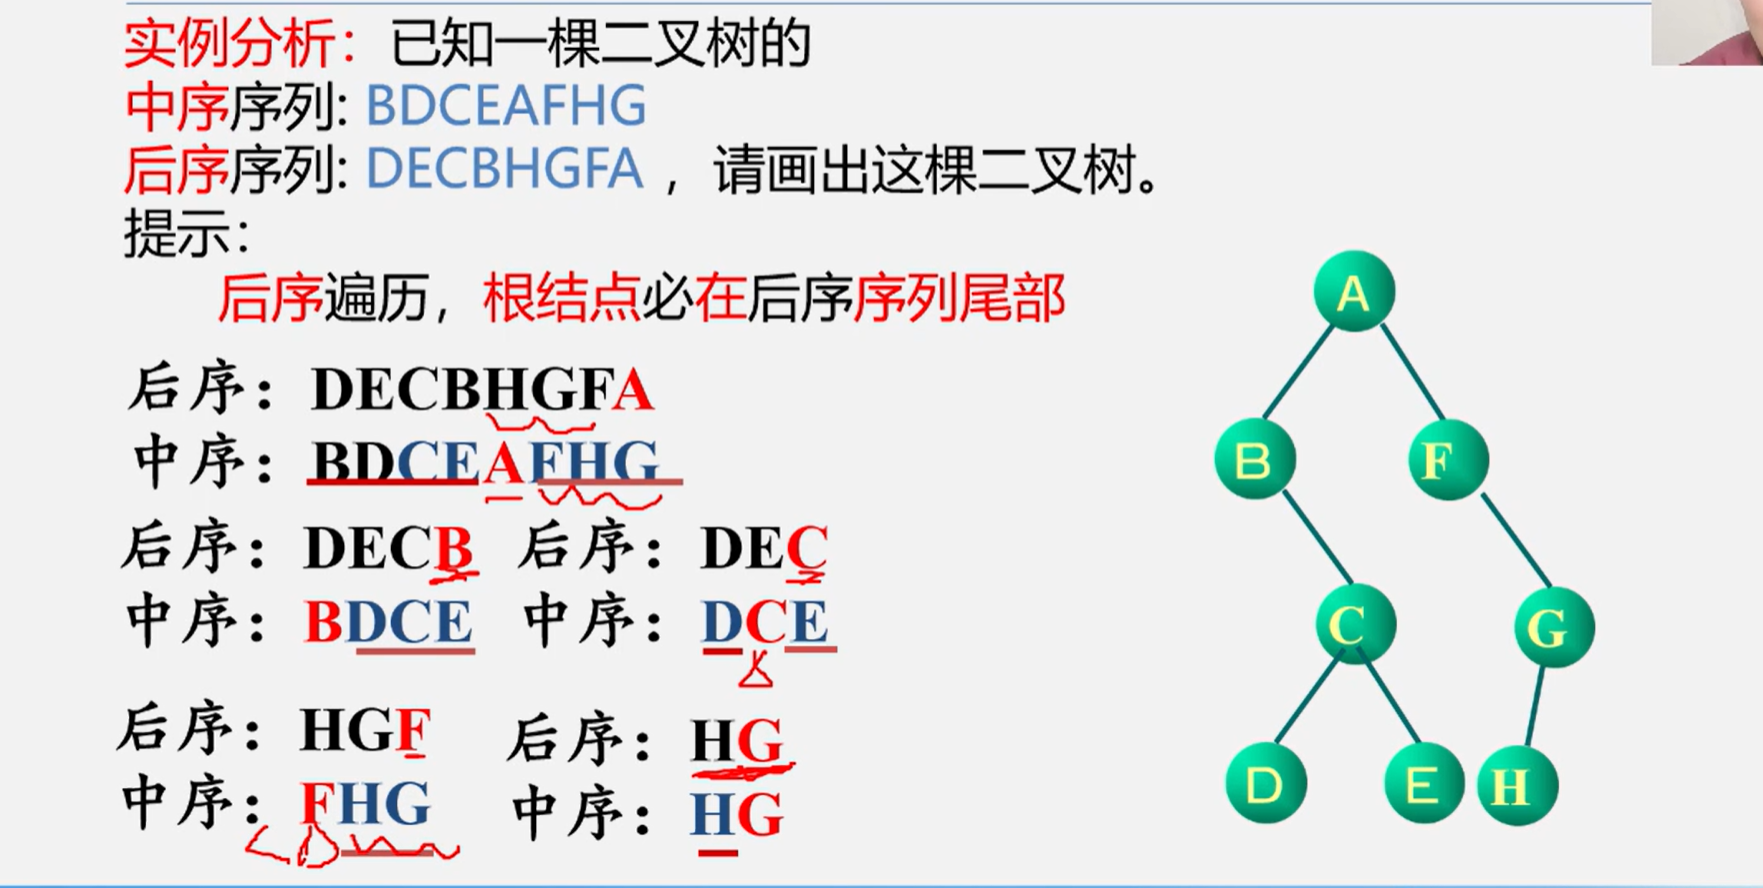 实例分析：已知一棵二叉树的
中序序列: BDCEAFHG
后序序列: DECBHGFA ，请画出这棵二叉树。
提示：
后序遍历，根结点必在后序序列尾部
后序：DECBHGFA
中序：BDCEAFHG
后序：DECB 后序：DEC
中序：BDCE 中序：DCE
后序：HGF 后序：HG
中序：FHG 中序：HG
A
B F
C G
D E H